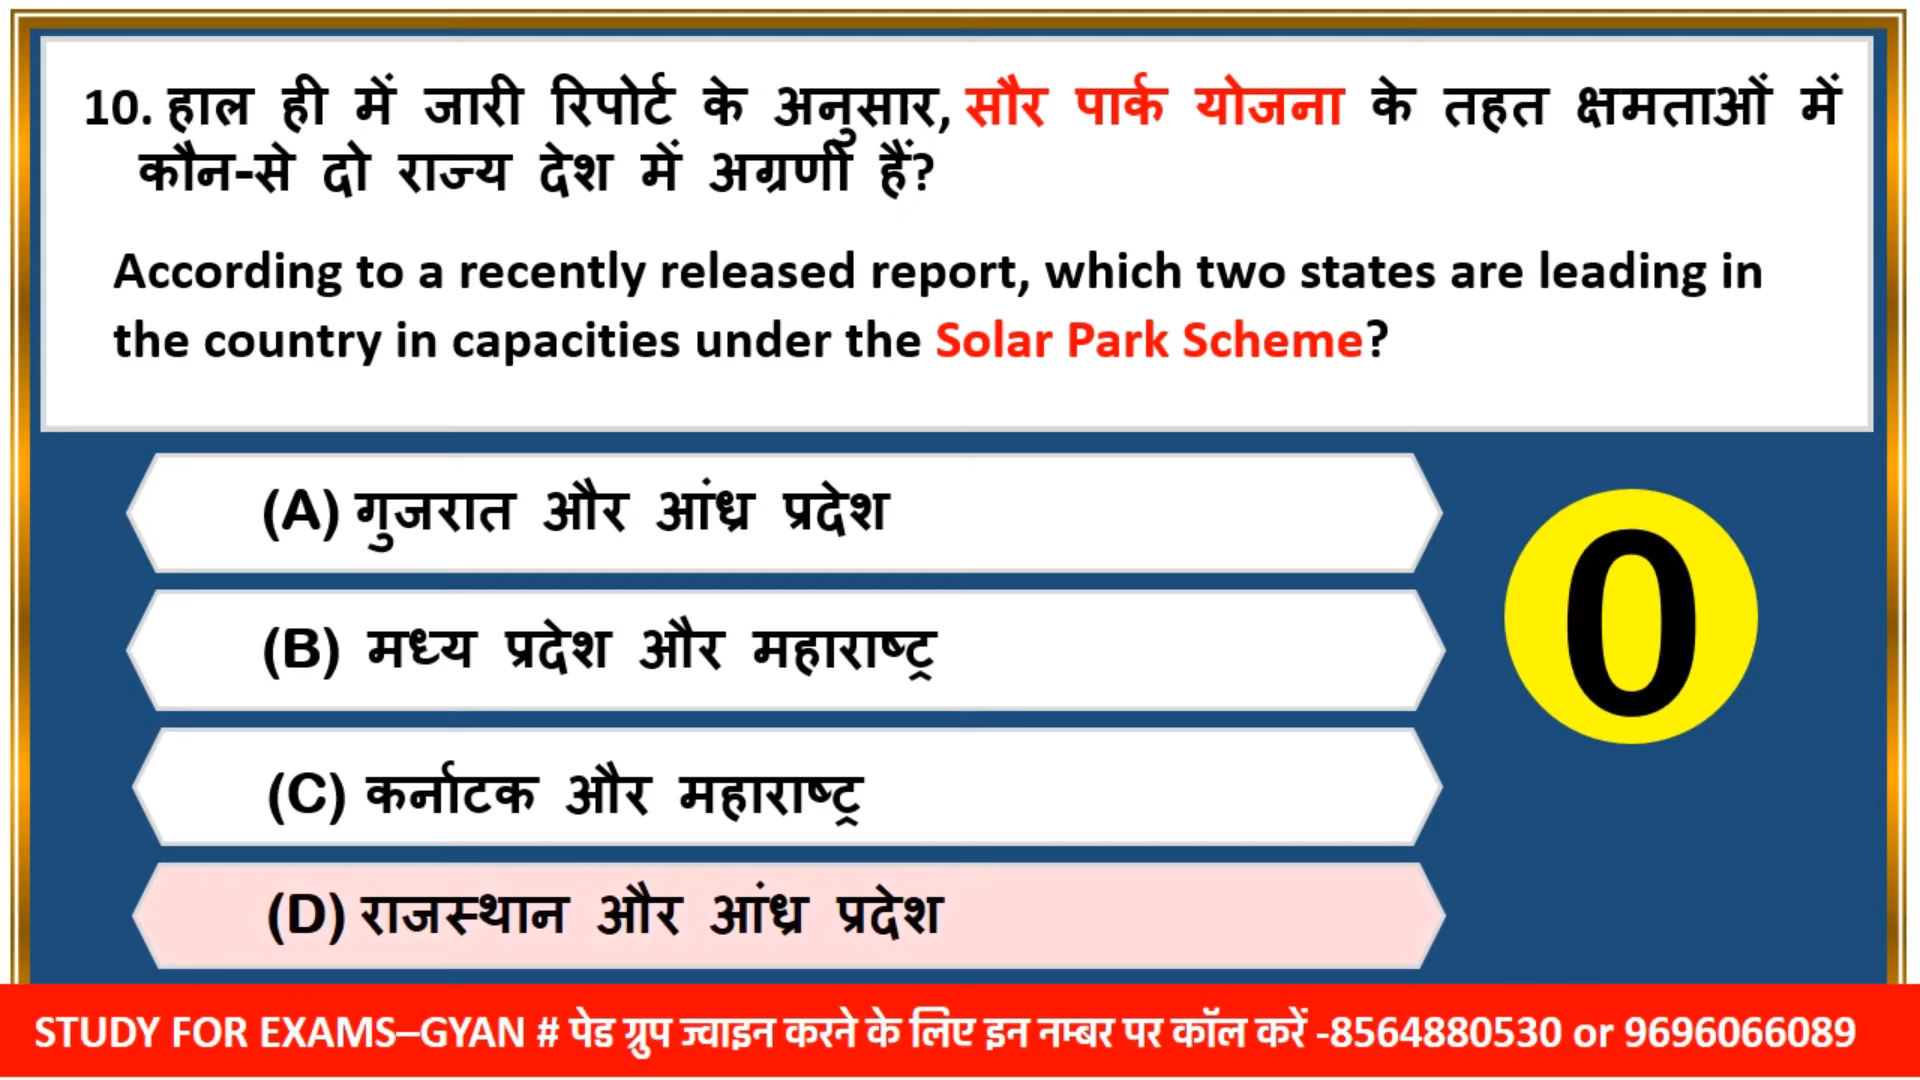 10. हाल ही में जारी रिपोर्ट के अनुसार, सौर पार्क योजना के तहत क्षमताओं में
कौन-से दो राज्य देश में अग्रणी हैं?
According to a recently released report, which two states are leading in
the country in capacities under the Solar Park Scheme?
(A) गुजरात और आंध्र प्रदेश
(B) मध्य प्रदेश और महाराष्ट्र
0
(C) कर्नाटक और महाराष्ट्र
(D) राजस्थान और आंध्र प्रदेश
STUDY FOR EXAMS–GYAN # पेड ग्रुप ज्वाइन करने के लिए इन नम्बर पर कॉल करें -8564880530 or 9696066089